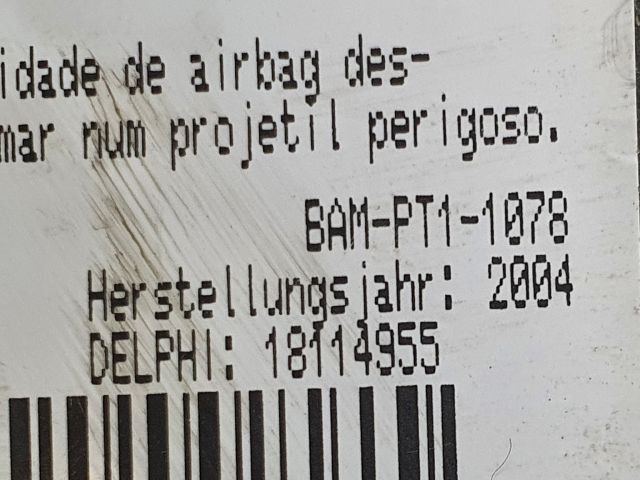 idade de airbag des-
mar num projetil perigoso.
BAM-PT1-1078
Herstellungsjahr: 2004
DELPHI: 18114955